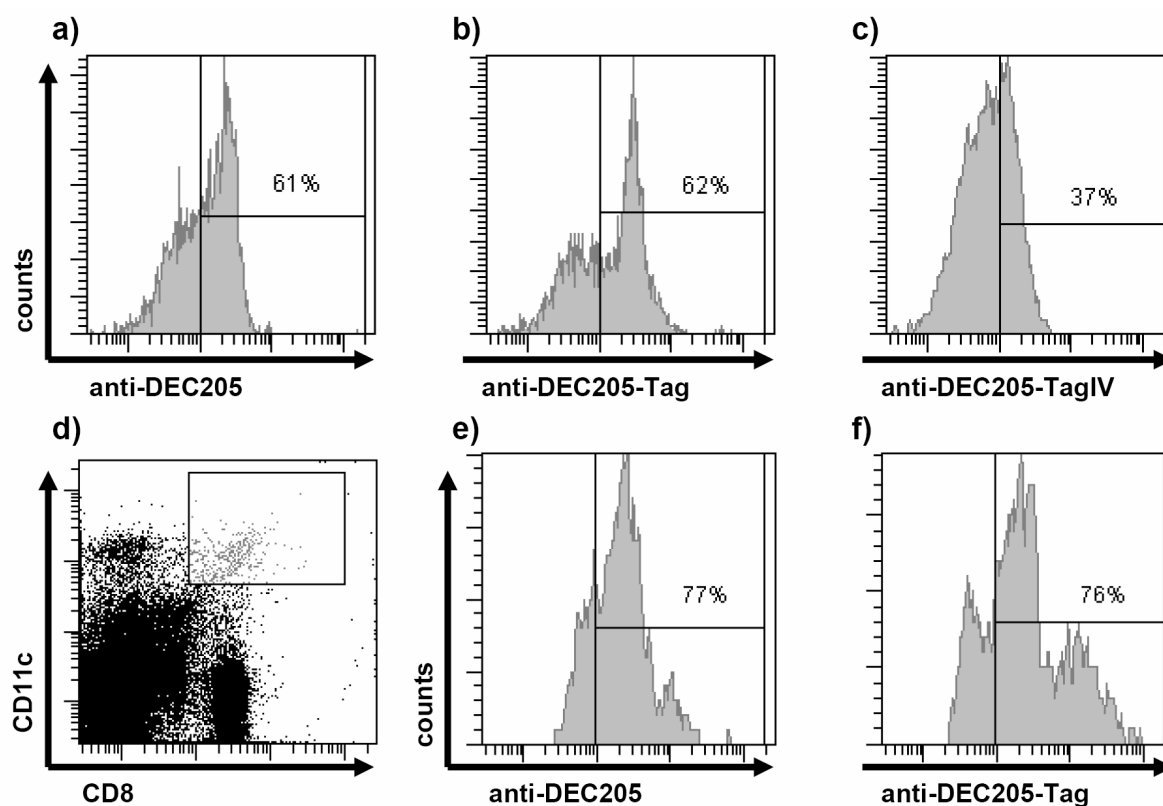 a)
b)
c)
61%
62%
37%
counts
anti-DEC205
anti-DEC205-Tag
anti-DEC205-TagIV
d)
e)
f)
77%
76%
CD11c
counts
CD8
anti-DEC205
anti-DEC205-Tag